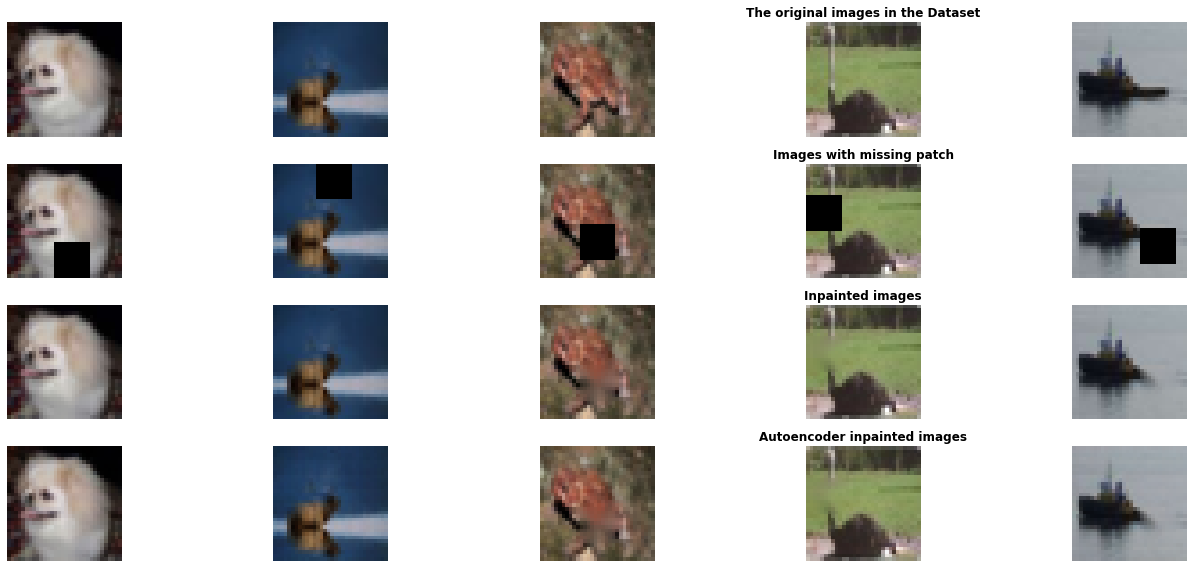 The original images in the Dataset
Images with missing patch
Inpainted images
Autoencoder inpainted images